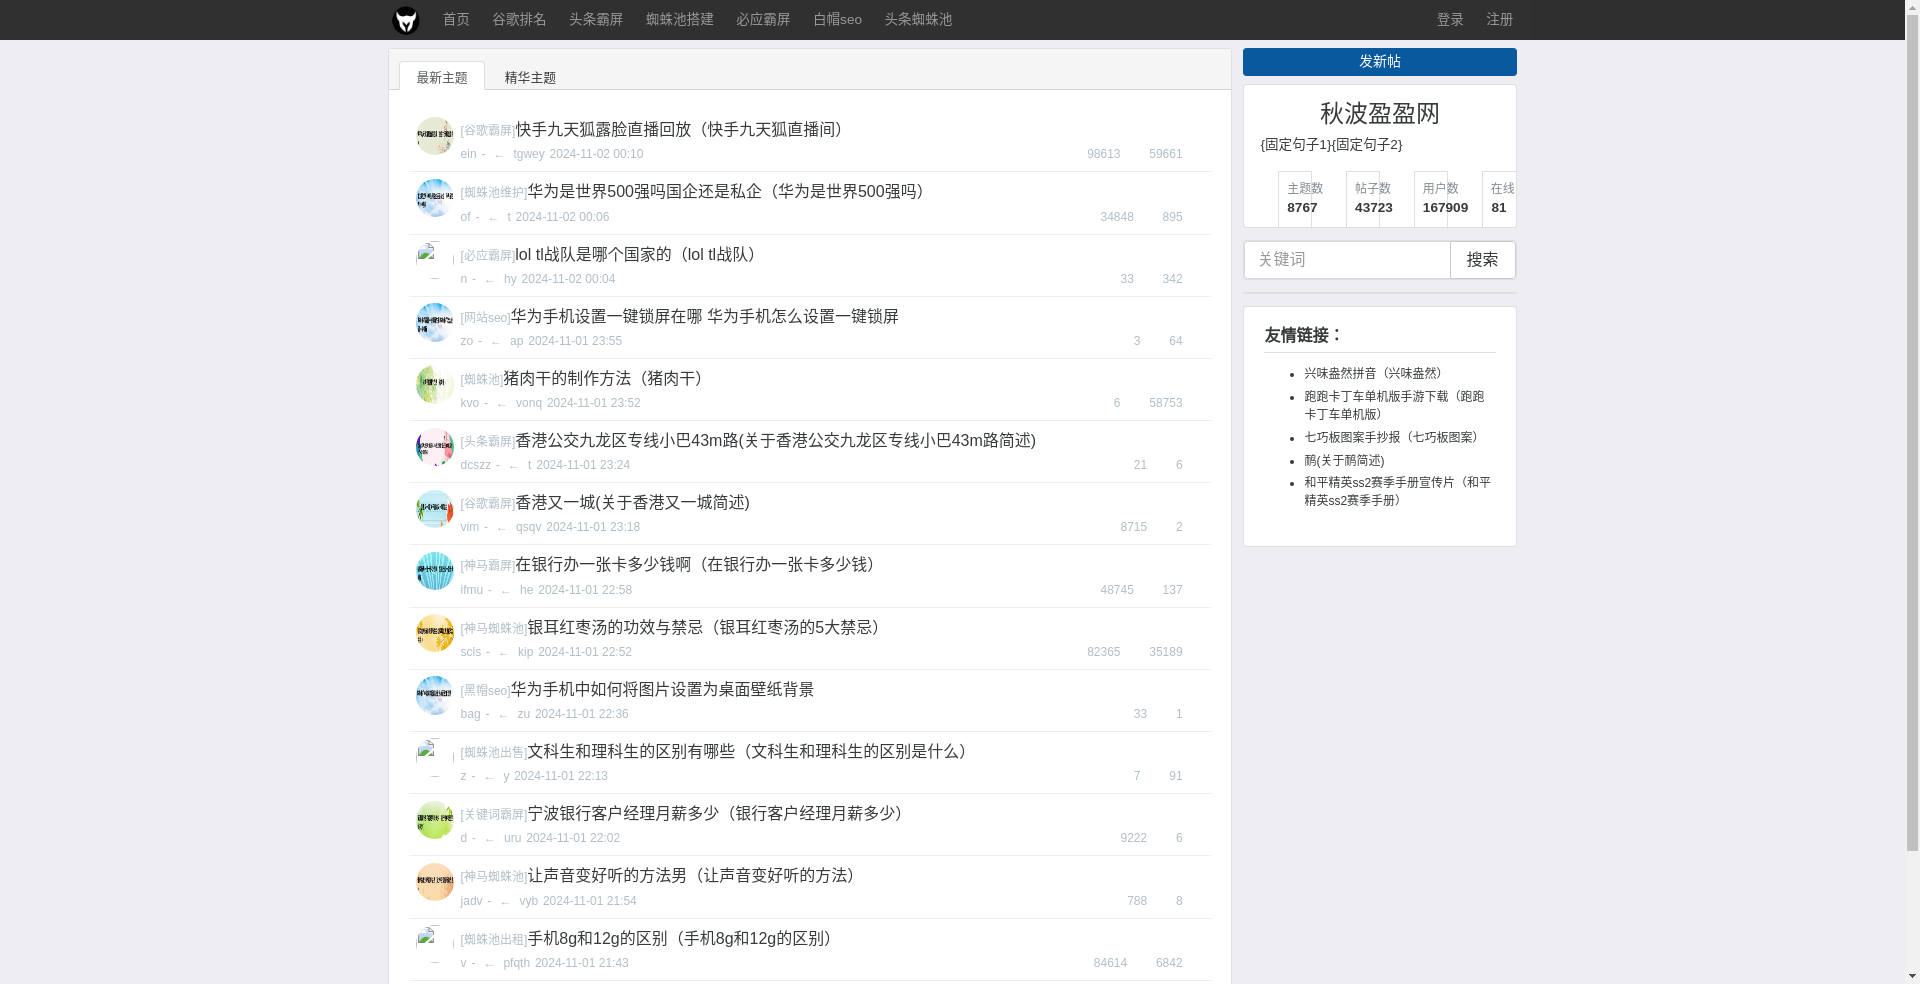 首页 谷歌排名 头条霸屏 蜘蛛池搭建 必应霸屏 白帽seo 头条蜘蛛池 登录 注册
最新主题 精华主题
[谷歌霸屏]快手九天狐露脸直播回放（快手九天狐直播间）
ein - ← tgwey 2024-11-02 00:10 98613 59661
[蜘蛛池维护]华为是世界500强吗国企还是私企（华为是世界500强吗）
of - ← t 2024-11-02 00:06 34848 895
[必应霸屏]lol tl战队是哪个国家的（lol tl战队）
n - ← hy 2024-11-02 00:04 33 342
[网站seo]华为手机设置一键锁屏在哪 华为手机怎么设置一键锁屏
zo - ← ap 2024-11-01 23:55 3 64
[蜘蛛池]猪肉干的制作方法（猪肉干）
kvo - ← vonq 2024-11-01 23:52 6 58753
[头条霸屏]香港公交九龙区专线小巴43m路(关于香港公交九龙区专线小巴43m路简述)
dcszz - ← t 2024-11-01 23:24 21 6
[谷歌霸屏]香港又一城(关于香港又一城简述)
vim - ← qsqv 2024-11-01 23:18 8715 2
[神马霸屏]在银行办一张卡多少钱啊（在银行办一张卡多少钱）
ifmu - ← he 2024-11-01 22:58 48745 137
[神马蜘蛛池]银耳红枣汤的功效与禁忌（银耳红枣汤的5大禁忌）
scls - ← kip 2024-11-01 22:52 82365 35189
[黑帽seo]华为手机中如何将图片设置为桌面壁纸背景
bag - ← zu 2024-11-01 22:36 33 1
[蜘蛛池出售]文科生和理科生的区别有哪些（文科生和理科生的区别是什么）
z - ← y 2024-11-01 22:13 7 91
[关键词霸屏]宁波银行客户经理月薪多少（银行客户经理月薪多少）
d - ← uru 2024-11-01 22:02 9222 6
[神马蜘蛛池]让声音变好听的方法男（让声音变好听的方法）
jadv - ← vyb 2024-11-01 21:54 788 8
[蜘蛛池出租]手机8g和12g的区别（手机8g和12g的区别）
v - ← pfqth 2024-11-01 21:43 84614 6842
发新帖
秋波盈盈网
{固定句子1}{固定句子2}
主题数 帖子数 用户数 在线
8767 43723 167909 81
关键词 搜索
友情链接：
兴味盎然拼音（兴味盎然）
跑跑卡丁车单机版手游下载（跑跑
卡丁车单机版）
七巧板图案手抄报（七巧板图案）
鸸(关于鸸简述)
和平精英ss2赛季手册宣传片（和平
精英ss2赛季手册）